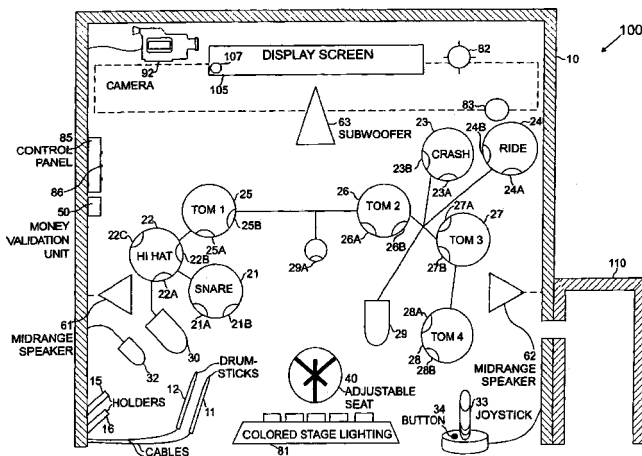 100
10
92
CAMERA
107
DISPLAY SCREEN
105
82
83
63
SUBWOOFER
85
CONTROL
PANEL
86
50
MONEY
VALIDATION
UNIT
23
CRASH
23B
23A
24B
24
RIDE
24A
25
TOM 1
25A
25B
26
TOM 2
26A
26B
27A
27
TOM 3
27B
22C
22
HI HAT
22B
22A
21
SNARE
21A
21B
29A
29
28A
TOM 4
28
28B
110
61
MIDRANGE
SPEAKER
32
30
62
MIDRANGE
SPEAKER
DRUM-
STICKS
12
11
15
HOLDERS
16
CABLES
40
ADJUSTABLE
SEAT
COLORED STAGE LIGHTING
81
34
33
BUTTON
JOYSTICK